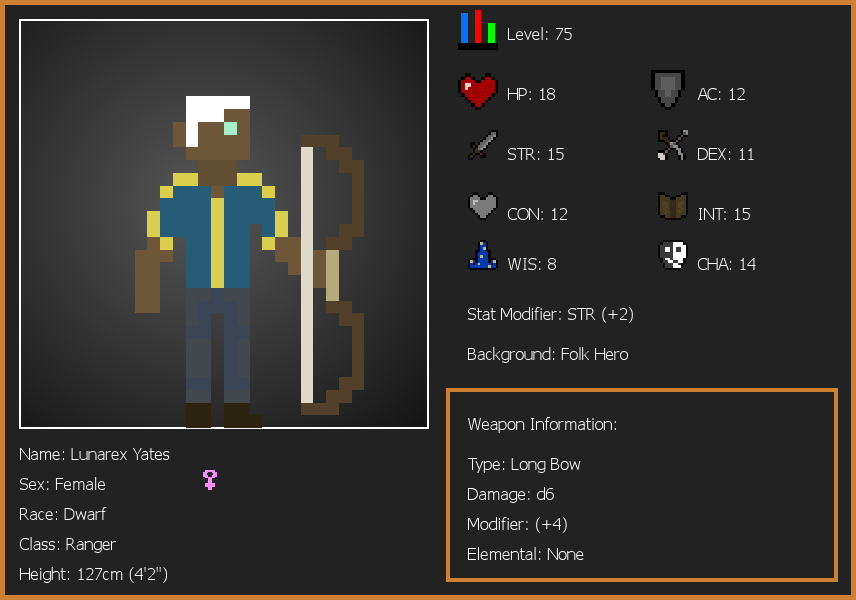 Level: 75
HP: 18
AC: 12
STR: 15
DEX: 11
CON: 12
INT: 15
WIS: 8
CHA: 14
Stat Modifier: STR (+2)
Background: Folk Hero
Weapon Information:
Type: Long Bow
Damage: d6
Modifier: (+4)
Elemental: None
Name: Lunarex Yates
Sex: Female
Race: Dwarf
Class: Ranger
Height: 127cm (4'2")